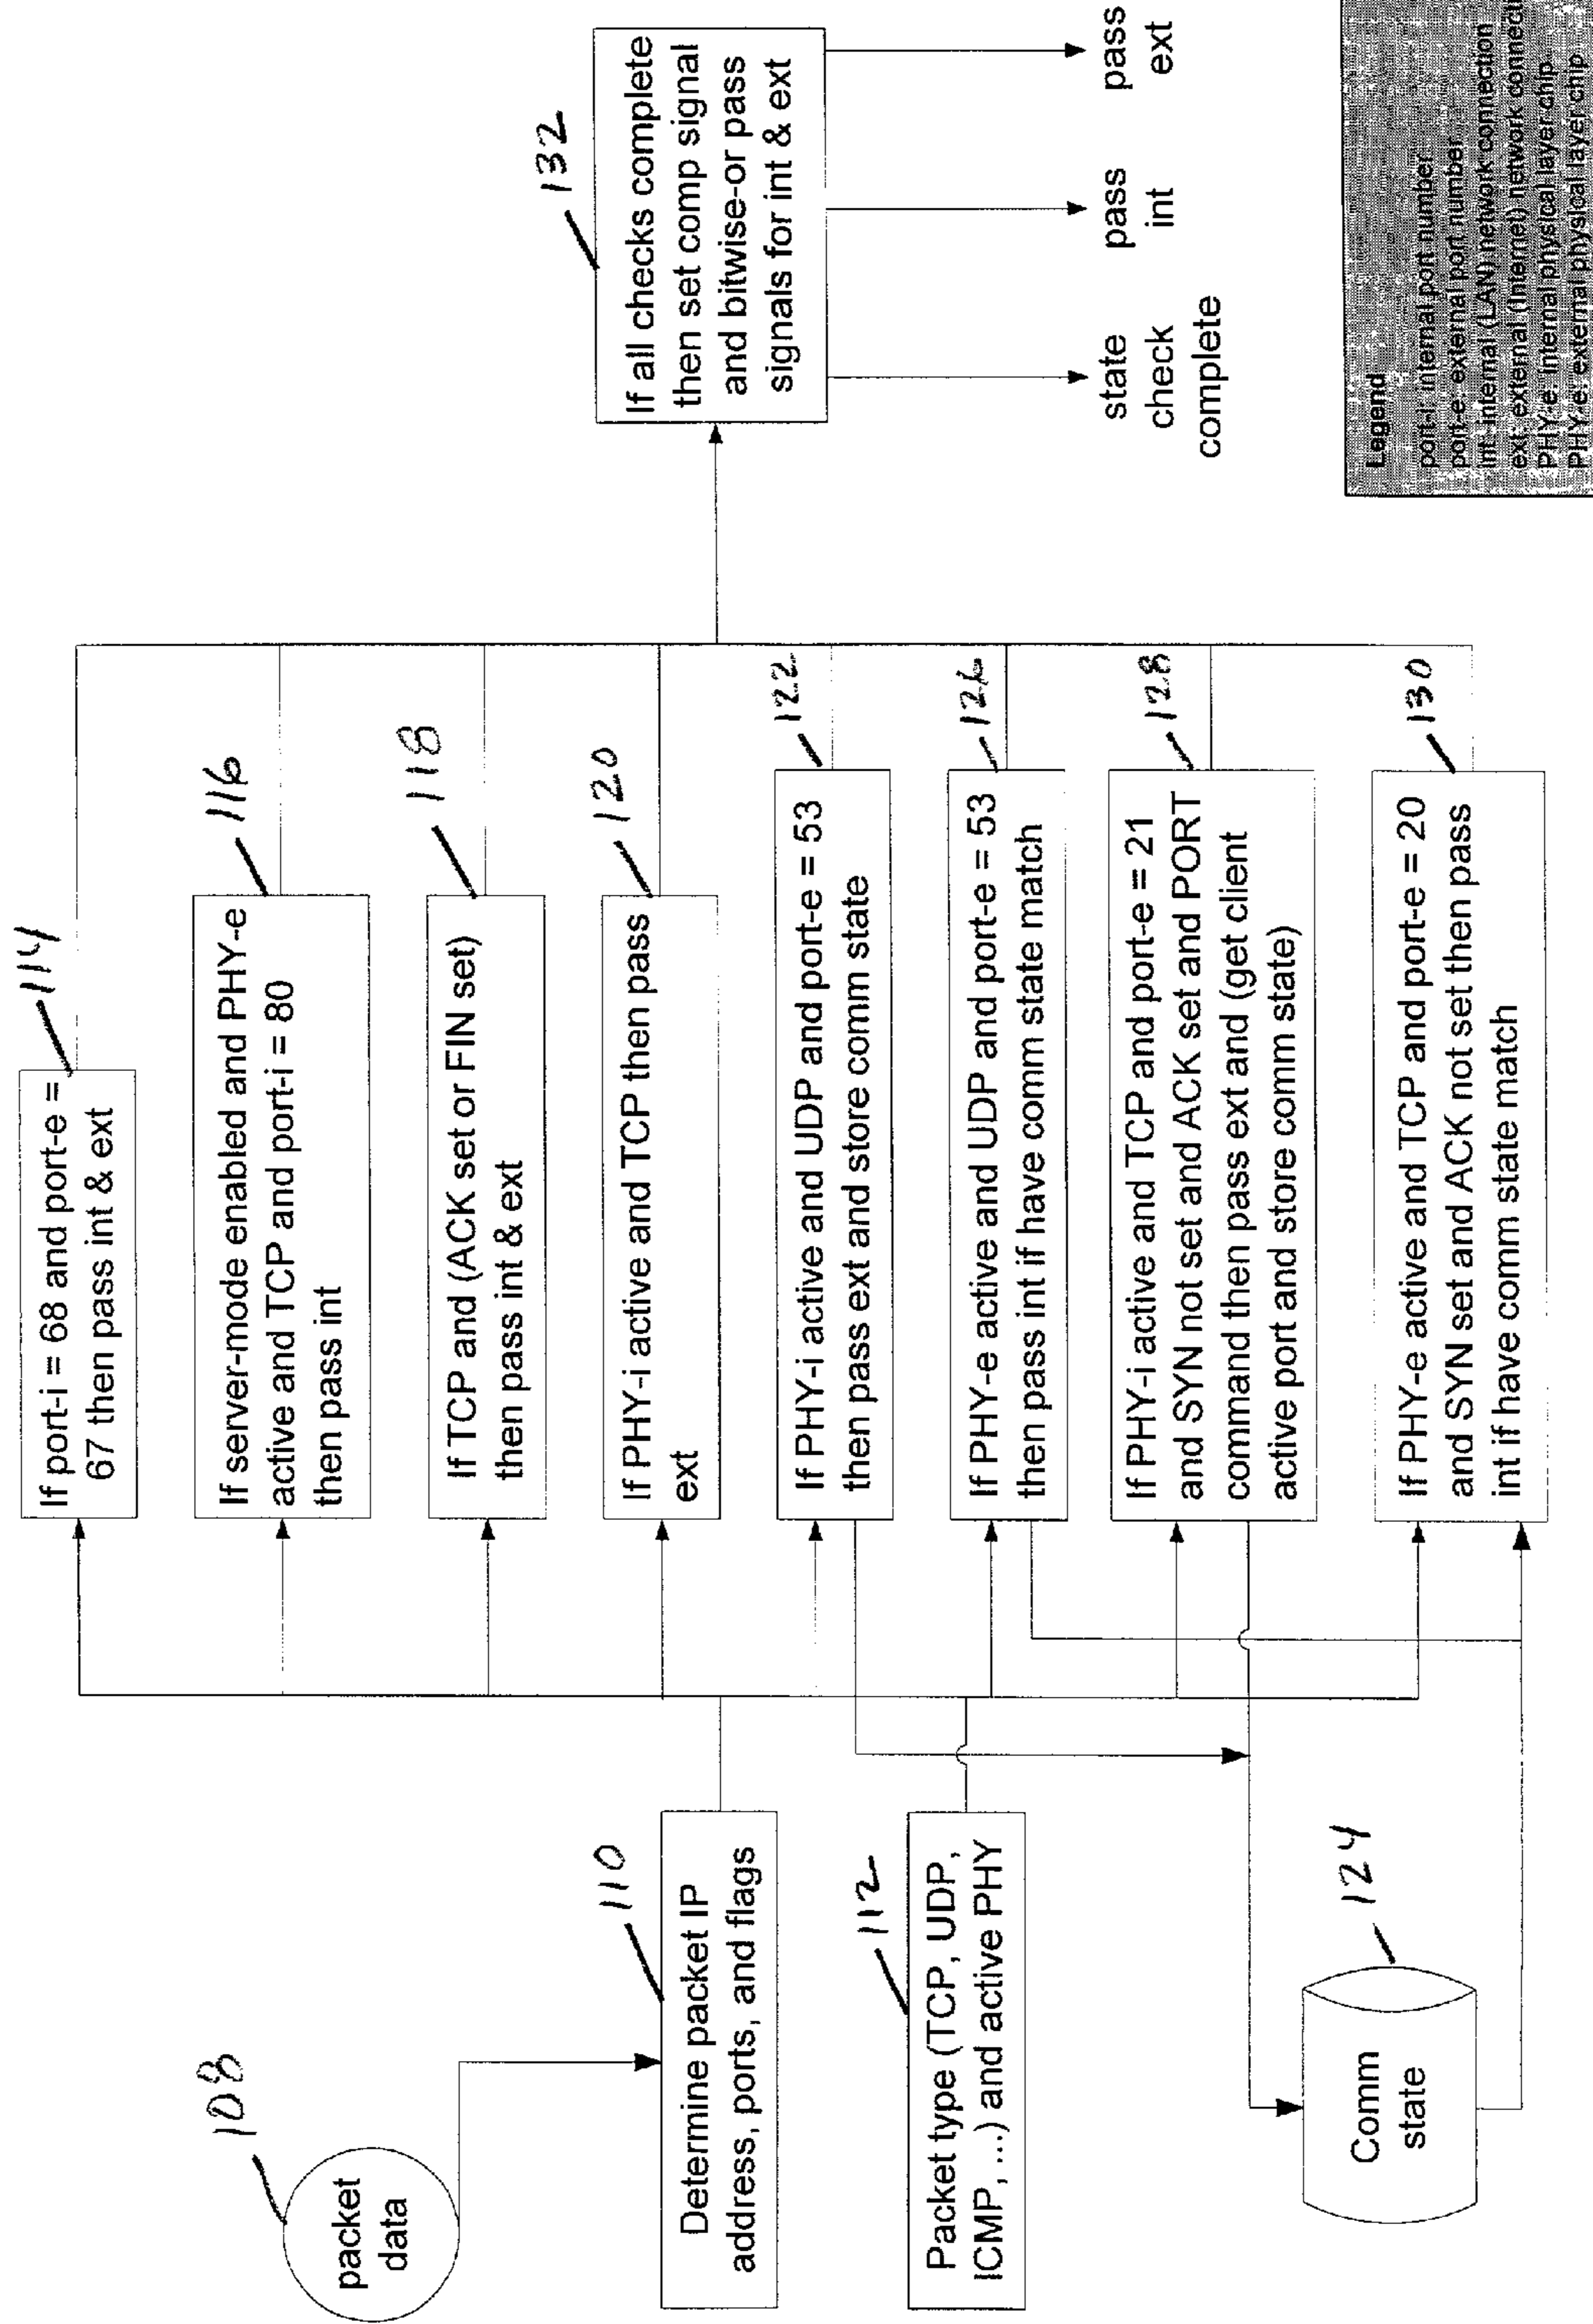 108
packet
data
110
Determine packet IP
address, ports, and flags
112
Packet type (TCP, UDP,
ICMP, ...) and active PHY
124
Comm
state
114
If port-i = 68 and port-e =
67 then pass int & ext
116
If server-mode enabled and PHY-e
active and TCP and port-i = 80
then pass int
118
If TCP and (ACK set or FIN set)
then pass int & ext
120
If PHY-i active and TCP then pass
ext
122
If PHY-i active and UDP and port-e = 53
then pass ext and store comm state
126
If PHY-e active and UDP and port-e = 53
then pass int if have comm state match
128
If PHY-i active and TCP and port-e = 21
and SYN not set and ACK set and PORT
command then pass ext and (get client
active port and store comm state)
130
If PHY-e active and TCP and port-e = 20
and SYN set and ACK not set then pass
int if have comm state match
132
If all checks complete
then set comp signal
and bitwise-or pass
signals for int & ext
state
check
complete
pass
int
pass
ext
Legend
port-i: internal port number
port-e: external port number
int: internal (LAN) network connection
ext: external (Internet) network connecti
PHY-e: internal physical layer chip
PHY-e: external physical layer chip